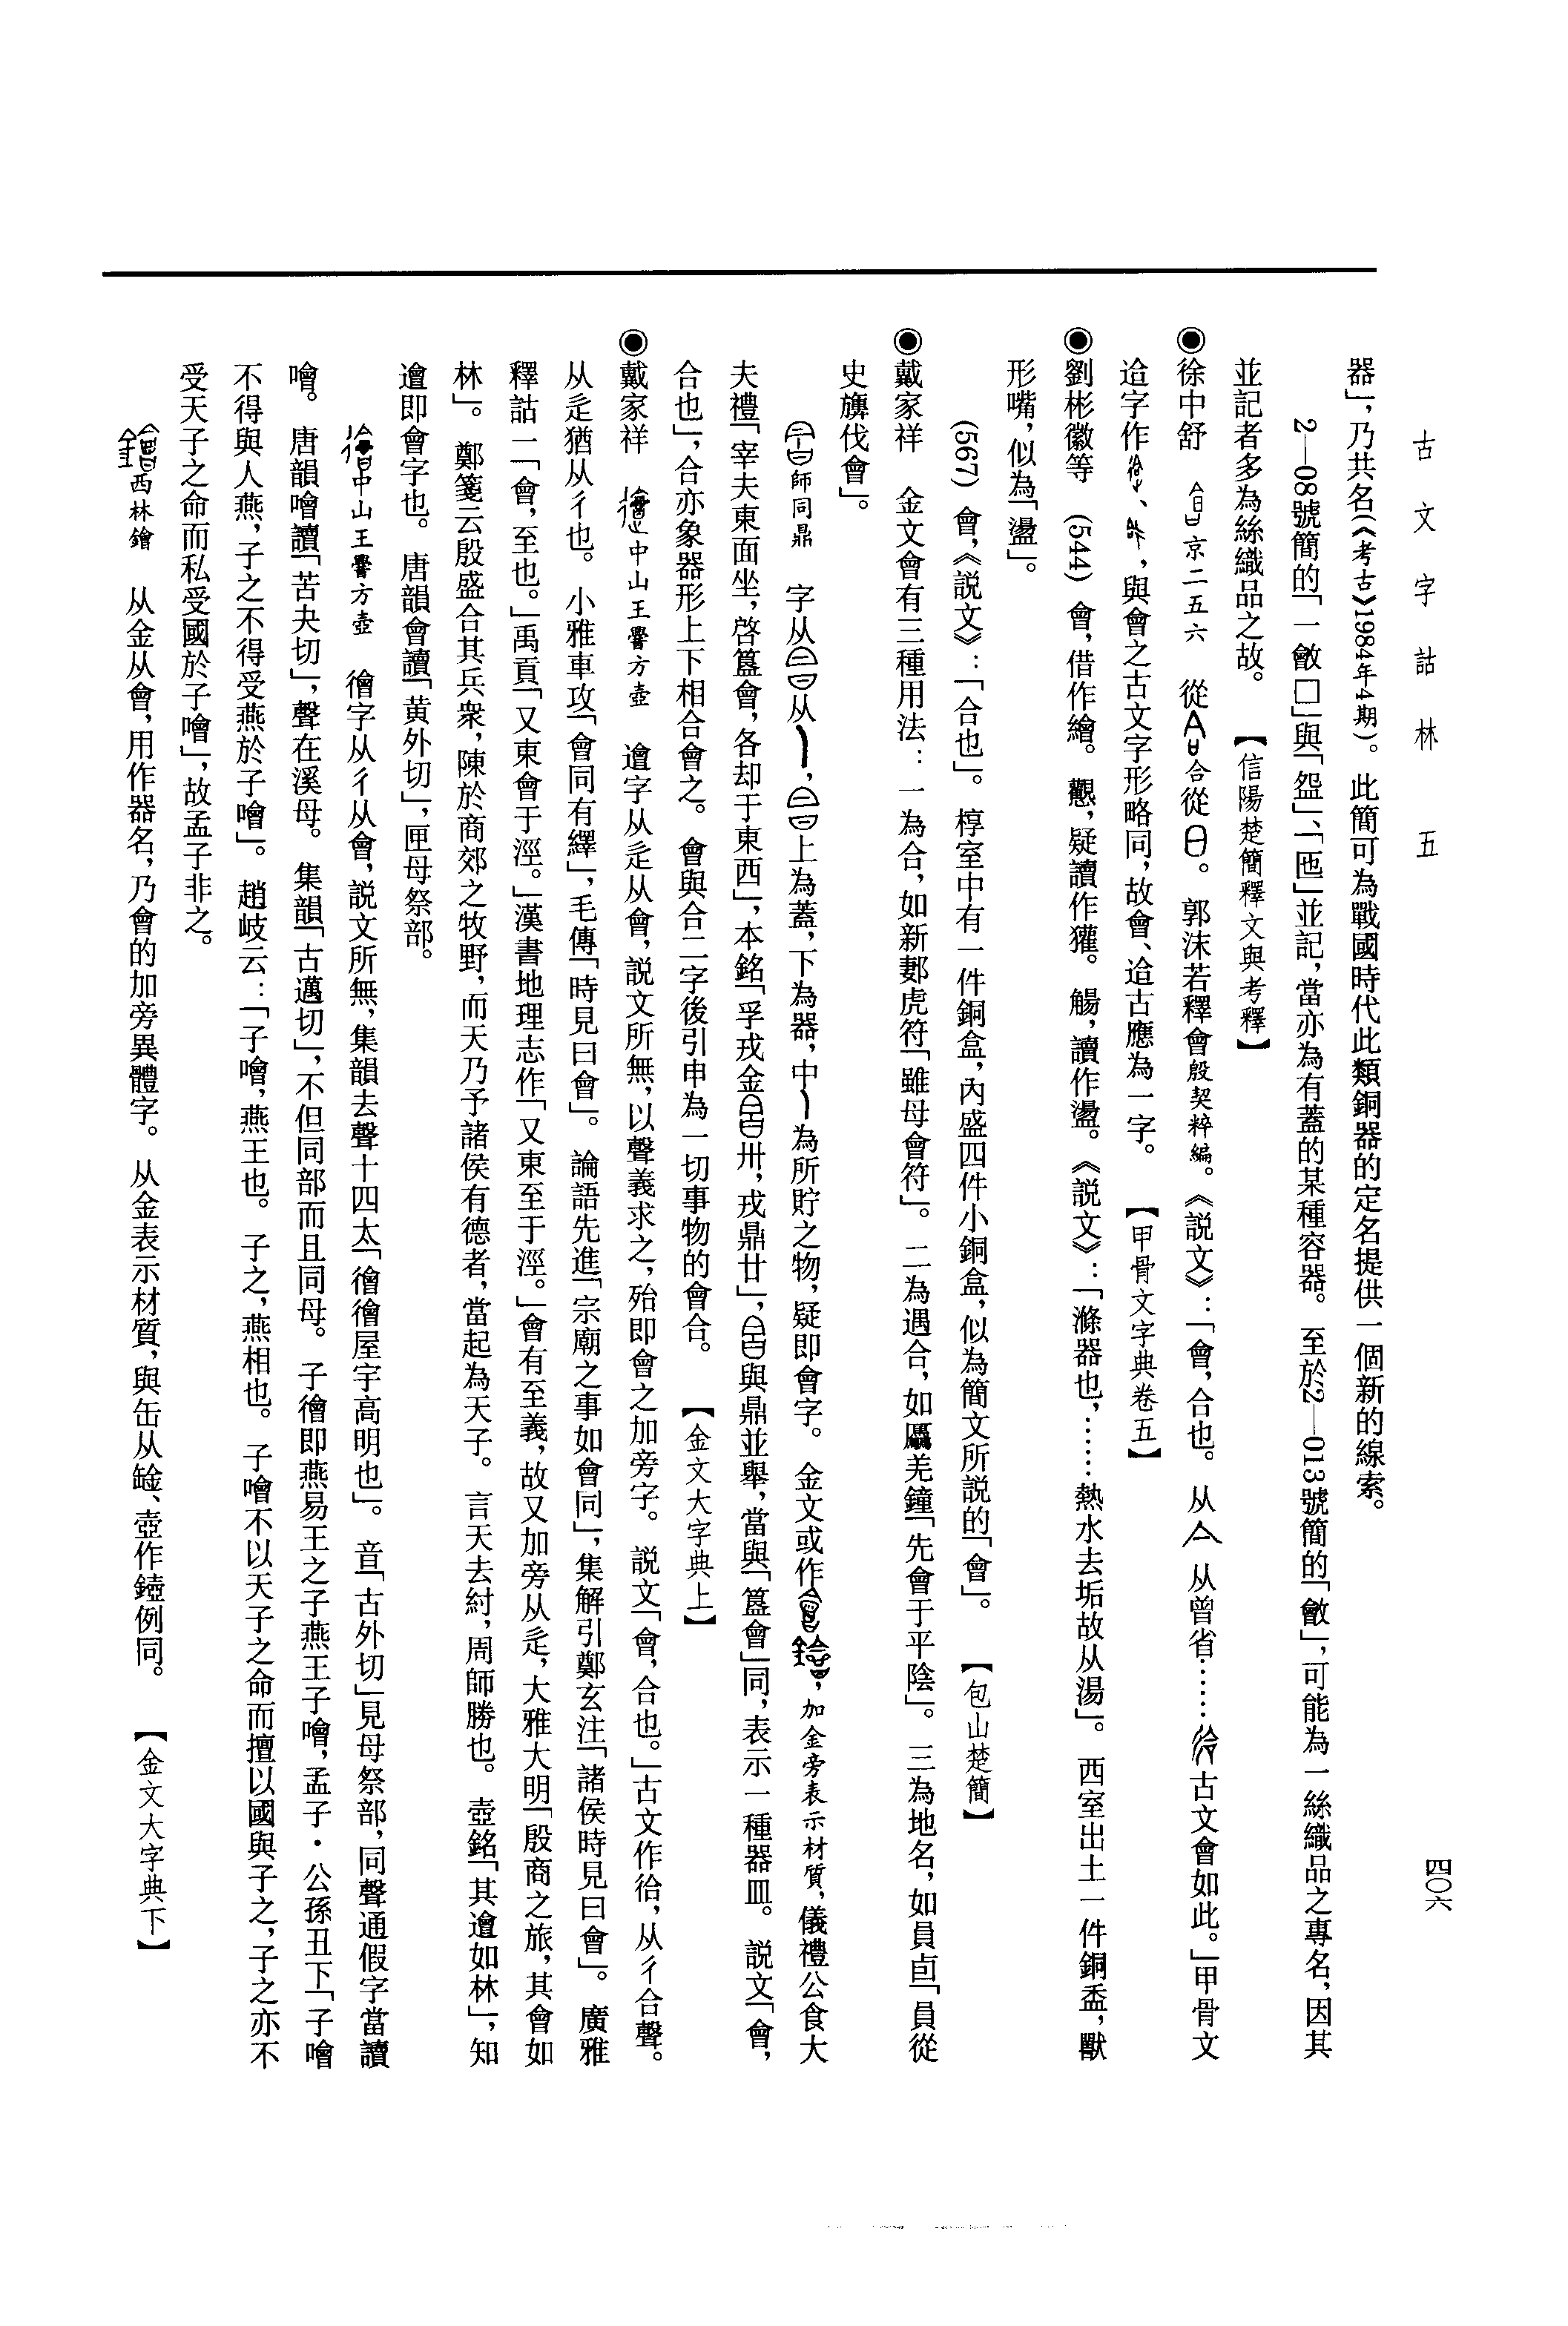 古文字詁林 五
四〇六
器」，乃共名（《考古》1984年4期）。此簡可為戰國時代此類銅器的定名提供一個新的線索。
2—08號簡的「一㑹□」與「盌」、「匜」並記，當亦為有蓋的某種容器。至於2—013號簡的「」，可能為一絲織品之專名，因其
並記者多為絲織品之故。【信陽楚簡釋文與考釋】
◉徐中舒 京二五六 從合從。郭沫若釋會殷契粹編。《説文》：「會，合也。从亼从曾省……古文會如此。」甲骨文
迨字作、，與會之古文字形略同，故會、迨古應為一字。【甲骨文字典卷五】
◉劉彬徽等 （544）會，借作繪。觀，疑讀作獾。觴，讀作盪。《説文》：「滌器也，……熱水去垢故从湯」。西室出土一件銅盉，獸
形嘴，似為「盪」。
（567）會，《説文》：「合也」。椁室中有一件銅盒，內盛四件小銅盒，似為簡文所説的「會」。【包山楚簡】
◉戴家祥 金文會有三種用法：一為合，如新郪虎符「雖母會符」。二為遇合，如羌鐘「先會于平陰」。三為地名，如員卣「員從
史旟伐會」。
師同鼎 字从从，上為蓋，下為器，中為所貯之物，疑即會字。金文或作，加金旁表示材質，儀禮公食大
夫禮「宰夫東面坐，啓簋會，各却于東西」，本銘「孚戎金卅，戎鼎廿」，與鼎並舉，當與「簋會」同，表示一種器皿。説文「會，
合也」，合亦象器形上下相合會之。會與合二字後引申為一切事物的會合。【金文大字典上】
◉戴家祥 中山王嚳方壺 䢈字从辵从會，説文所無，以聲義求之，殆即會之加旁字。説文「會，合也。」古文作佮，从彳合聲。
从辵猶从彳也。小雅車攻「會同有繹」，毛傳「時見曰會」。論語先進「宗廟之事如會同」，集解引鄭玄注「諸侯時見曰會」。廣雅
釋詁一「會，至也。」禹貢「又東會于涇。」漢書地理志作「又東至于涇。」會有至義，故又加旁从辵，大雅大明「殷商之旅，其會如
林」。鄭箋云殷盛合其兵衆，陳於商郊之牧野，而天乃予諸侯有德者，當起為天子。言天去紂，周師勝也。壺銘「其䢈如林」，知
䢈即會字也。唐韻會讀「黄外切」，匣母祭部。
中山王嚳方壺 㣛字从彳从會，説文所無，集韻去聲十四太「㣛㣛屋宇高明也」。音「古外切」見母祭部，同聲通假字當讀
噲。唐韻噲讀「苦夬切」，聲在溪母。集韻「古邁切」，不但同部而且同母。子㣛即燕易王之子燕王子噲，孟子·公孫丑下「子噲
不得與人燕，子之不得受燕於子噲」。趙岐云：「子噲，燕王也。子之，燕相也。子噲不以天子之命而擅以國與子之，子之亦不
受天子之命而私受國於子噲」，故孟子非之。
西林鐈 从金从會，用作器名，乃會的加旁異體字。从金表示材質，與缶从䍃、壺作鎠例同。【金文大字典下】